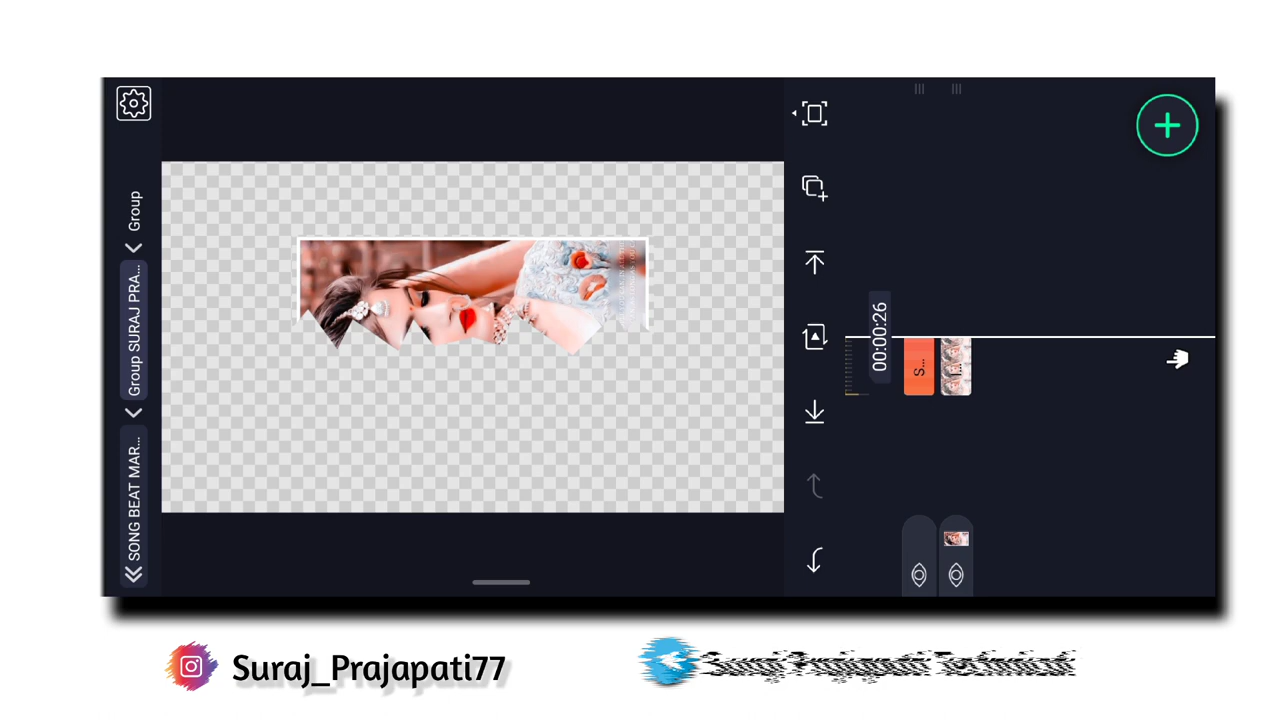 Group
Group SURAJ PRA...
SONG BEAT MAR...
00:00:26
S...
I...
Suraj_Prajapati77